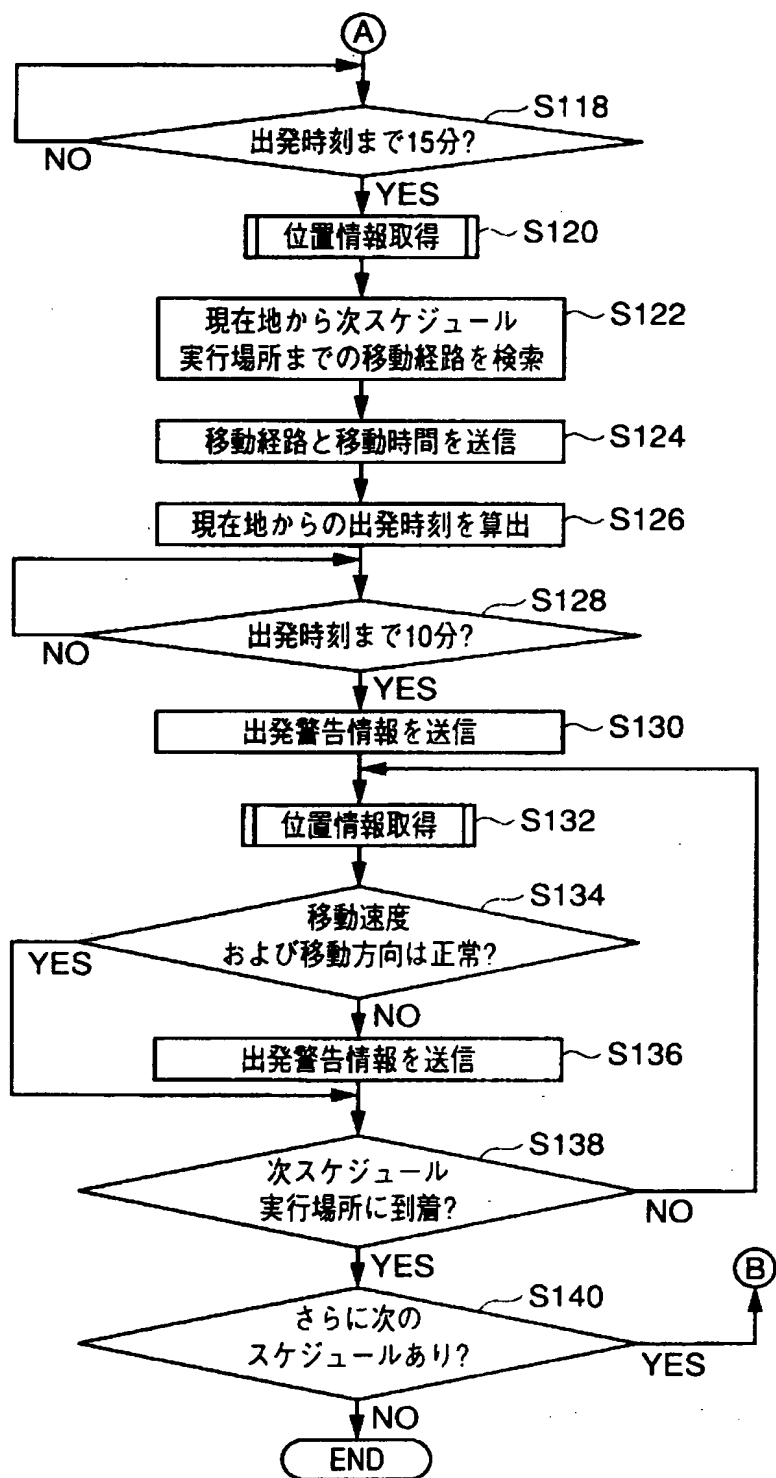 A
S118
出発時刻まで15分?
NO
YES
位置情報取得
S120
現在地から次スケジュール
実行場所までの移動経路を検索
S122
移動経路と移動時間を送信
S124
現在地からの出発時刻を算出
S126
S128
出発時刻まで10分?
NO
YES
出発警告情報を送信
S130
位置情報取得
S132
S134
移動速度
および移動方向は正常?
YES
NO
出発警告情報を送信
S136
S138
次スケジュール
実行場所に到着?
NO
YES
B
S140
さらに次の
スケジュールあり?
YES
NO
END